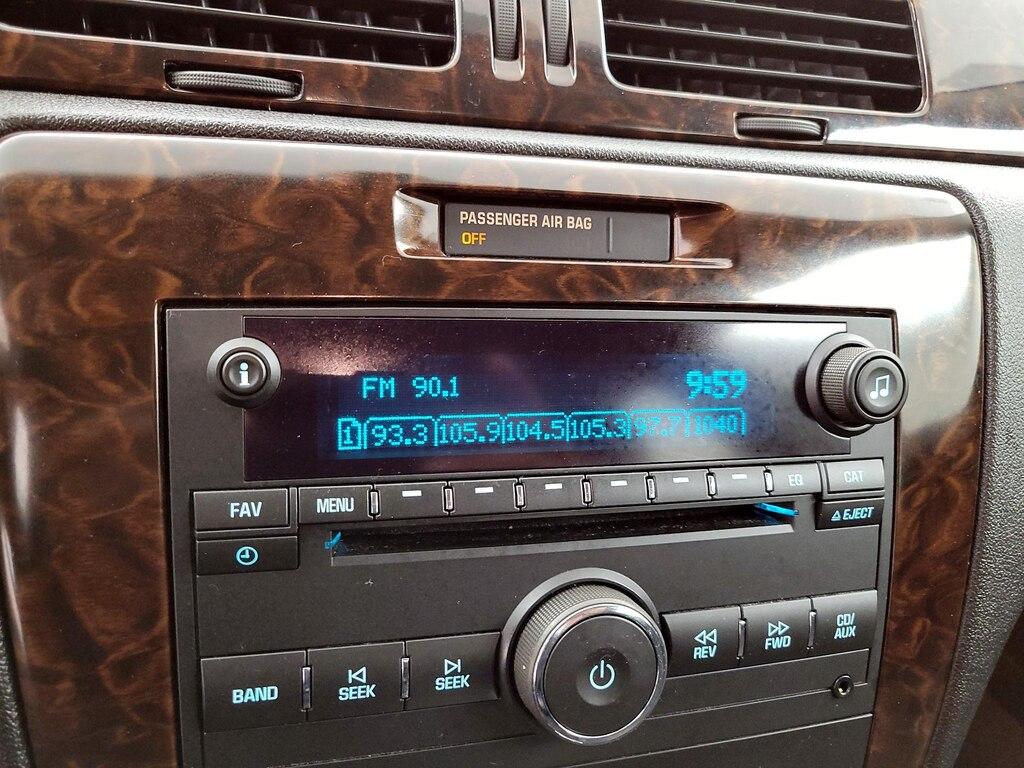 PASSENGER AIR BAG
OFF
i
FM 90.1 9:59
1 93.3 105.9 104.5 105.3 97.7 1040
FAV MENU EQ CAT
EJECT
BAND SEEK SEEK REV FWD CD/
AUX